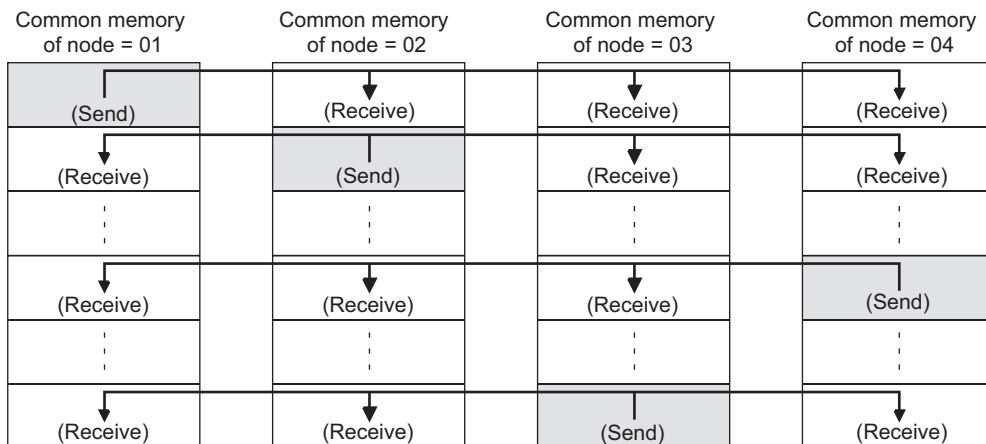 Common memory of node = 01
Common memory of node = 02
Common memory of node = 03
Common memory of node = 04
(Send) (Receive) (Receive) (Receive)
(Receive) (Send) (Receive) (Receive)
(Receive) (Receive) (Receive) (Send)
(Receive) (Receive) (Send) (Receive)